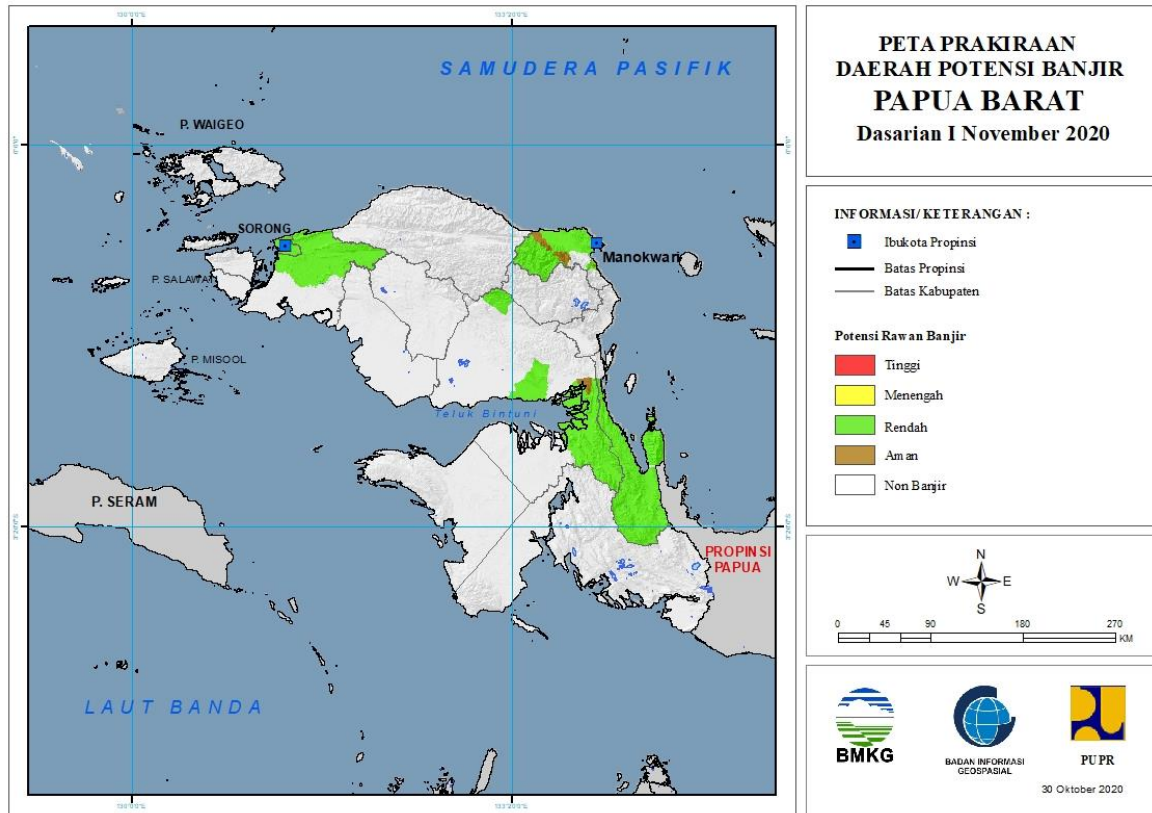 PETA PRAKIRAAN
DAERAH POTENSI BANJIR
PAPUA BARAT
Dasarian I November 2020
INFORMASI/ KETERANGAN :
Ibukota Propinsi
Batas Propinsi
Batas Kabupaten
Potensi Rawan Banjir
Tinggi
Menengah
Rendah
Aman
Non Banjir
N
W E
S
0 45 90 180 270
KM
BMKG
BADAN INFORMASI
GEOSPASIAL
PUPR
30 Oktober 2020
SAMUDERA PASIFIK
P. WAIGEO
SORONG
Manokwari
P. SALAWATI
P. MISOOL
Teluk Bintuni
P. SERAM
PROPINSI
PAPUA
LAUT BANDA